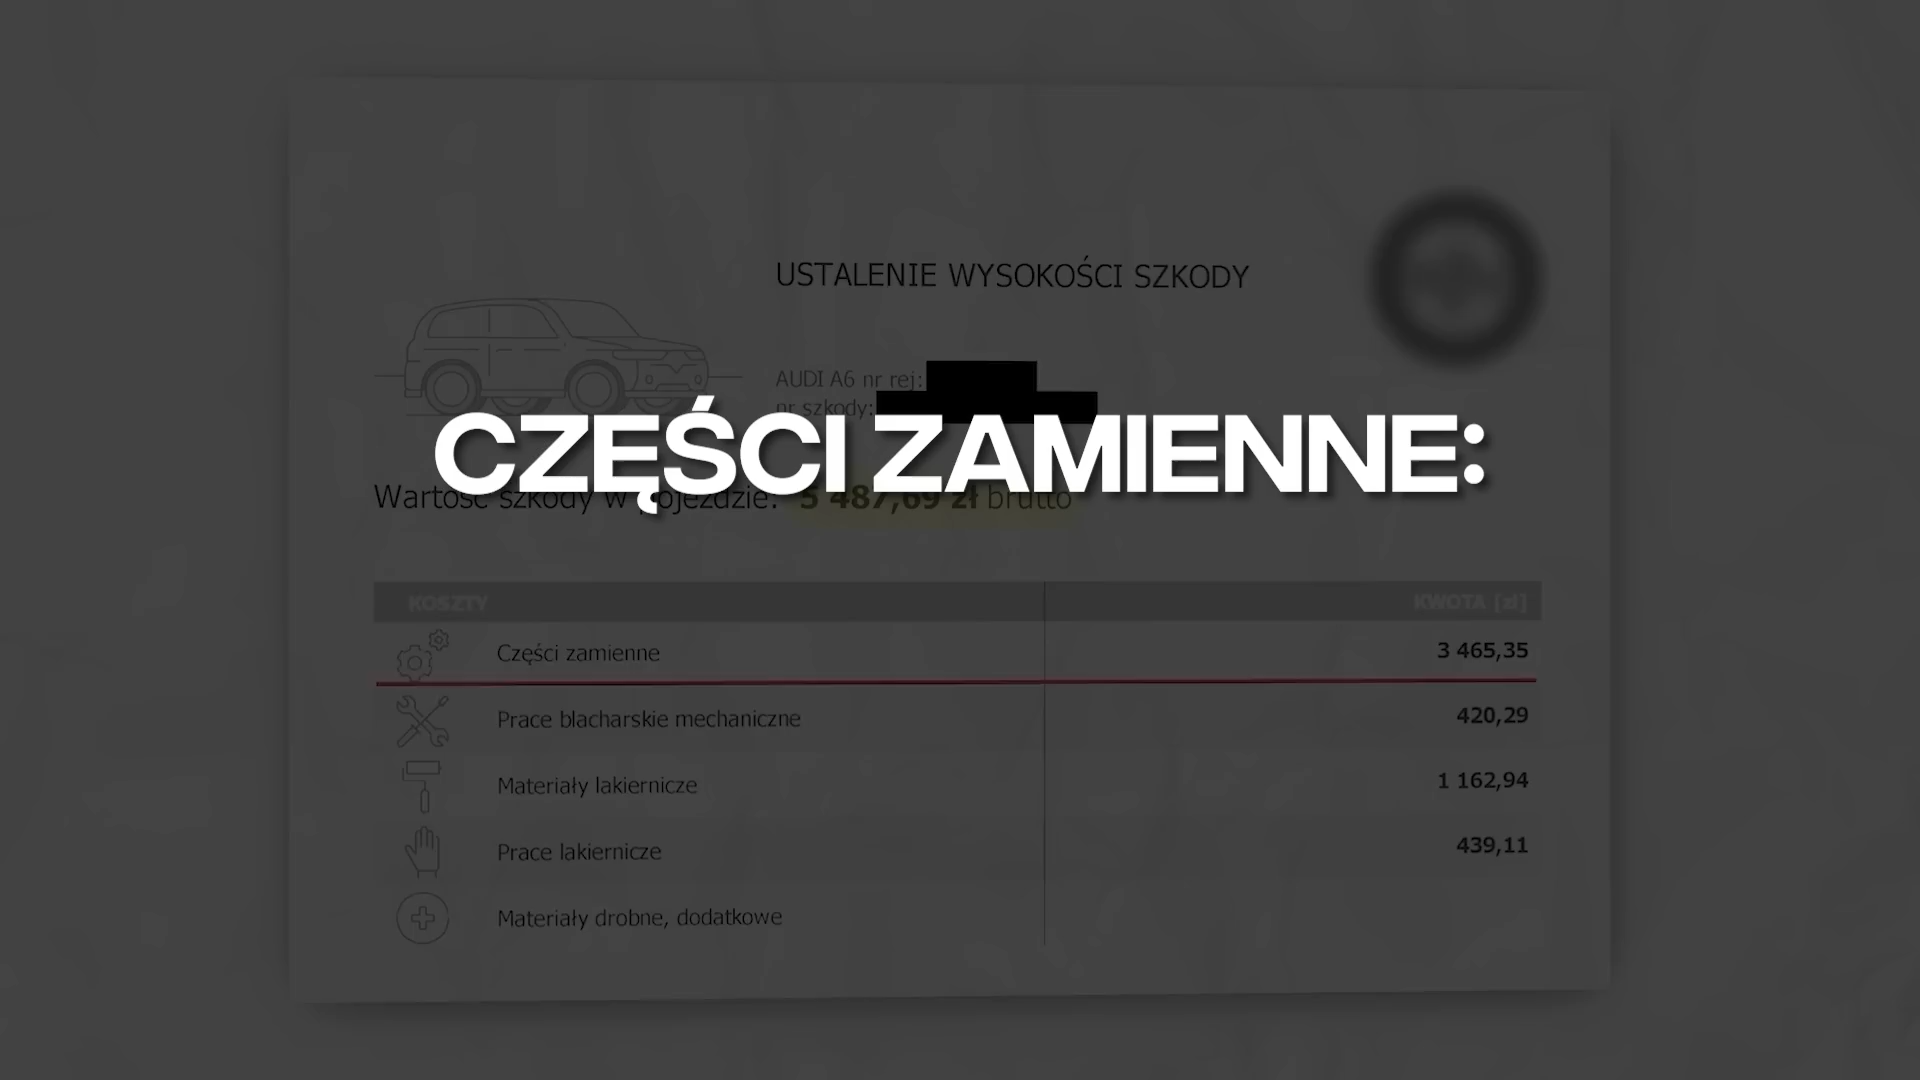 USTALENIE WYSOKOŚCI SZKODY
AUDI A6 nr rej:
nr szkody:
CZĘŚCI ZAMIENNE:
Wartość szkody w pojeździe: 5 487,69 zł brutto
KOSZTY KWOTA [zł]
Części zamienne 3 465,35
Prace blacharskie mechaniczne 420,29
Materiały lakiernicze 1 162,94
Prace lakiernicze 439,11
Materiały drobne, dodatkowe